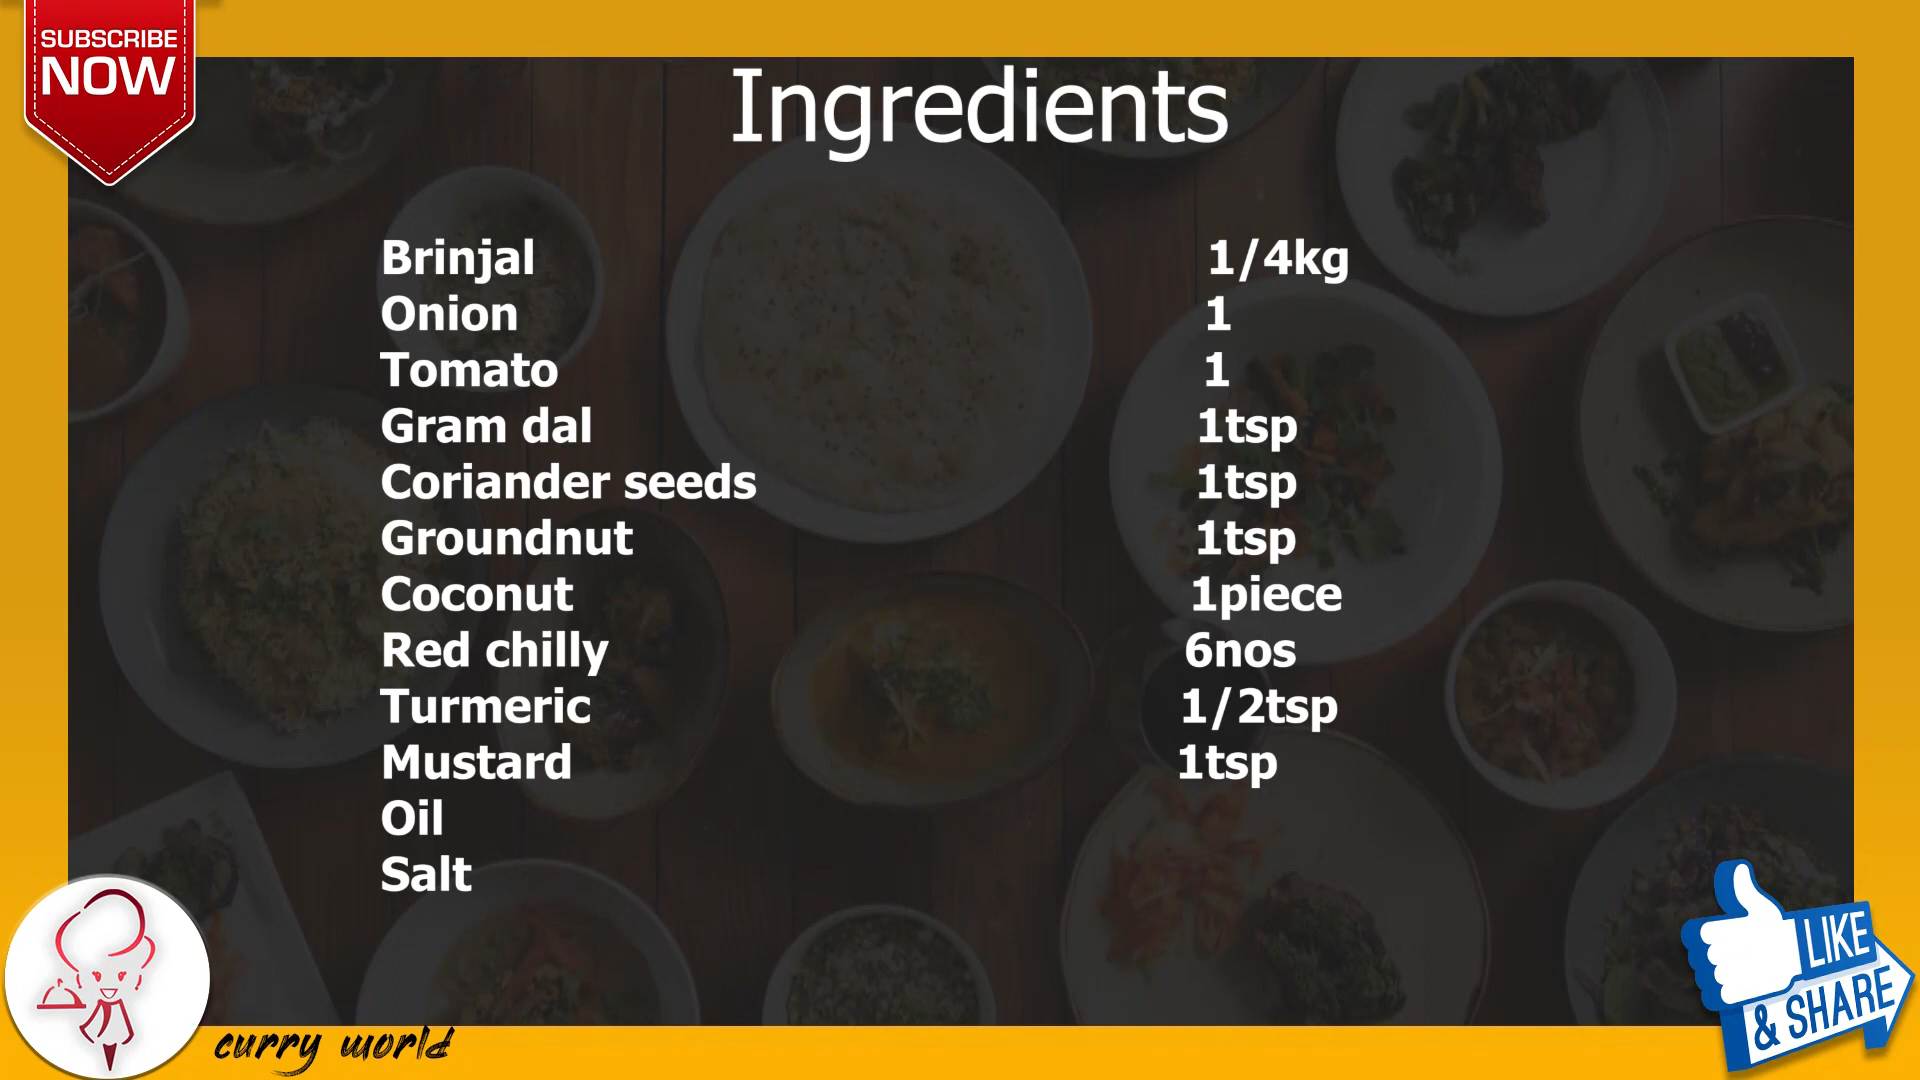 SUBSCRIBE
NOW
Ingredients
Brinjal 1/4kg
Onion 1
Tomato 1
Gram dal 1tsp
Coriander seeds 1tsp
Groundnut 1tsp
Coconut 1piece
Red chilly 6nos
Turmeric 1/2tsp
Mustard 1tsp
Oil
Salt
curry world
LIKE
& SHARE